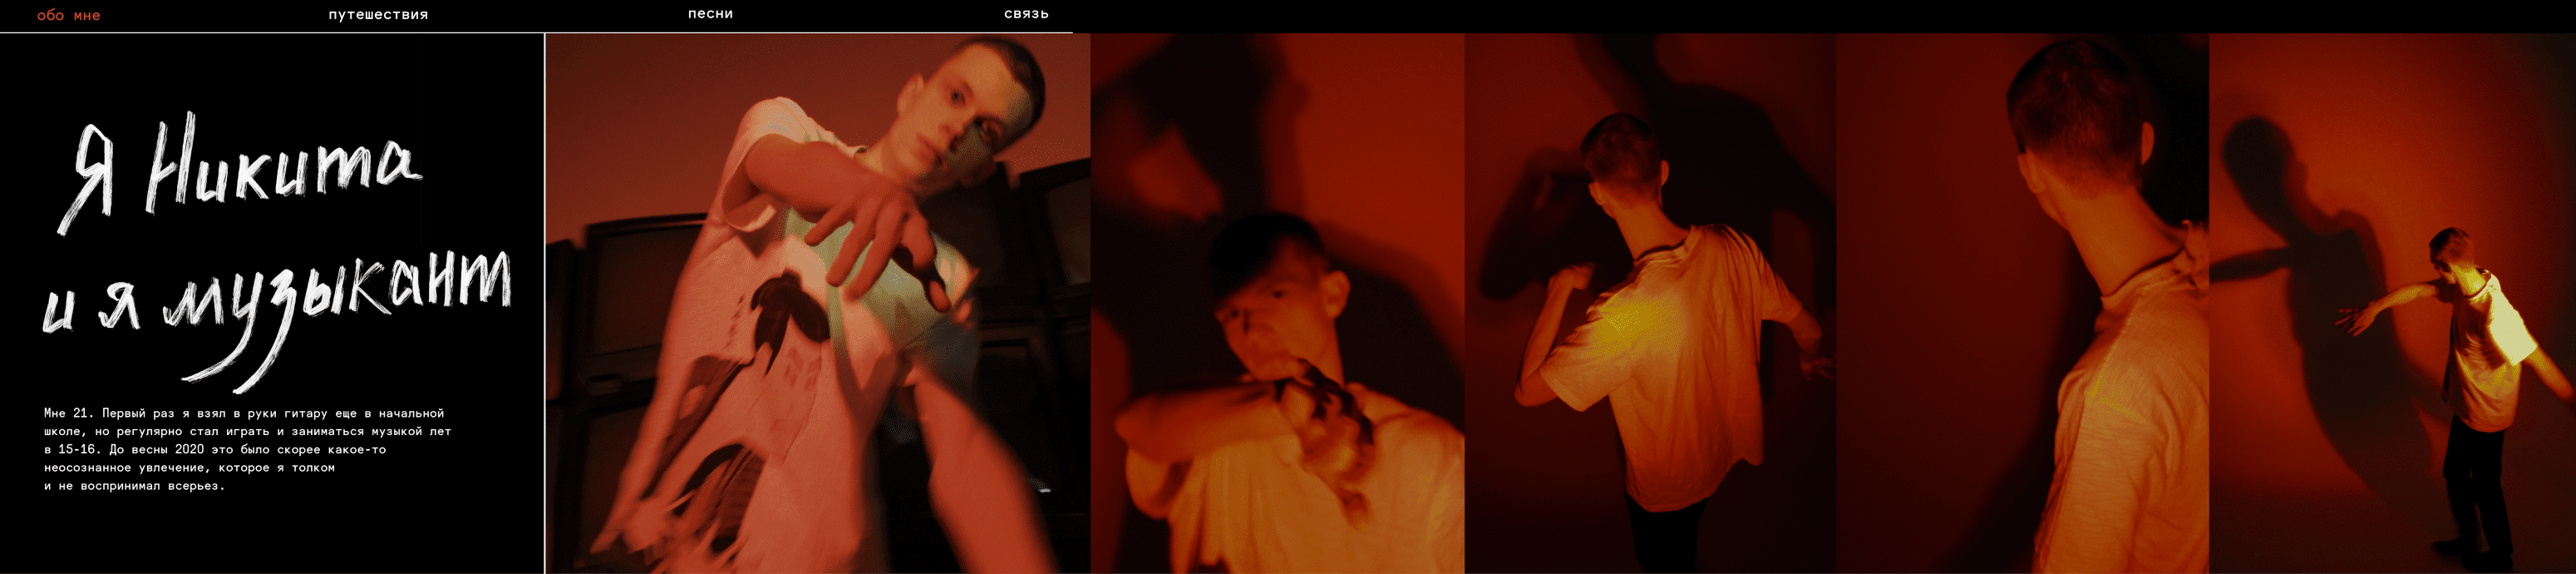 обо мне
путешествия
песни
связь
Я Никита
и я музыкант
Мне 21. Первый раз я взял в руки гитару еще в начальной
школе, но регулярно стал играть и заниматься музыкой лет
в 15-16. До весны 2020 это было скорее какое-то
неосознанное увлечение, которое я толком
и не воспринимал всерьез.